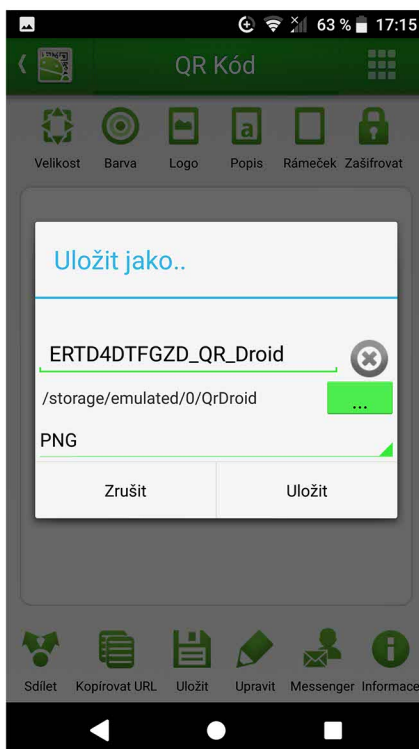 63 % 17:15
QR Kód
Velikost Barva Logo Popis Rámeček Zašifrovat
Uložit jako..
ERTD4DTFGZD_QR_Droid
/storage/emulated/0/QrDroid ...
PNG
Zrušit Uložit
Sdílet Kopírovat URL Uložit Upravit Messenger Informace